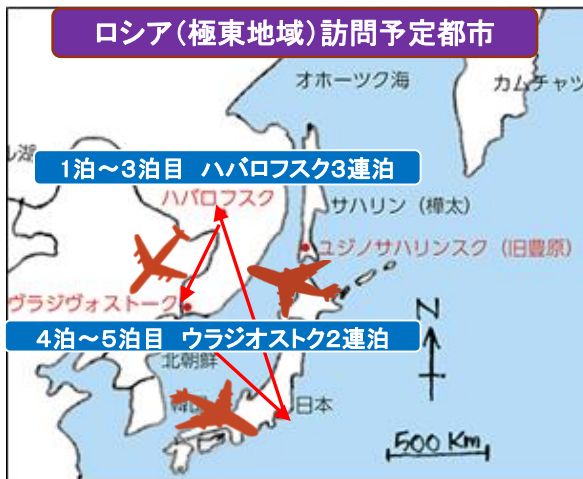 ロシア（極東地域）訪問予定都市
オホーツク海
カムチャッ
ル湖
1泊～3泊目　ハバロフスク3連泊
ハバロフスク
サハリン（樺太）
ユジノサハリンスク（旧豊原）
ヴラジヴォストーク
N
4泊～5泊目　ウラジオストク2連泊
北朝鮮
日本
500 Km